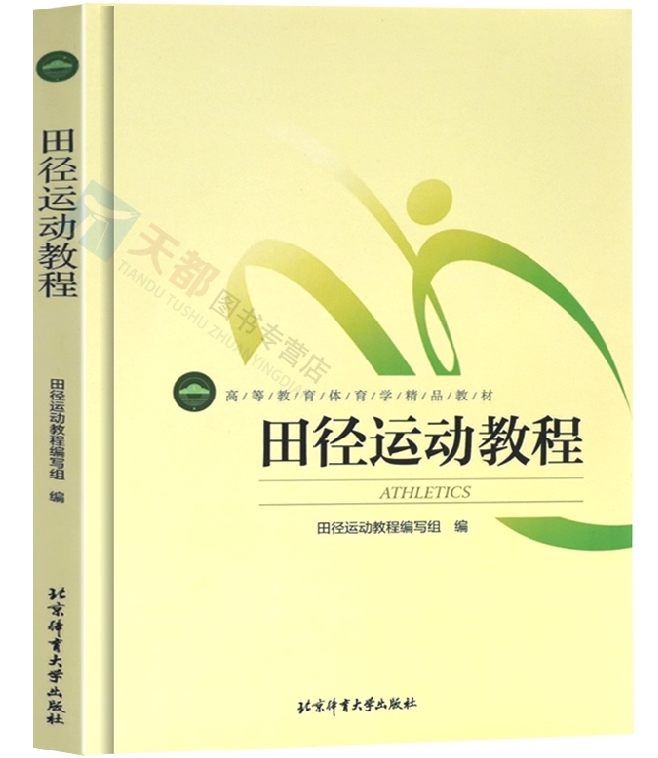 田径运动教程
田径运动教程编写组 编
北京体育大学出版社
天都
图书专营店
TIANDU TUSHU ZHUANYINGDIAN
高/等/教/育/体/育/学/精/品/教/材
田径运动教程
ATHLETICS
田径运动教程编写组 编
北京体育大学出版社